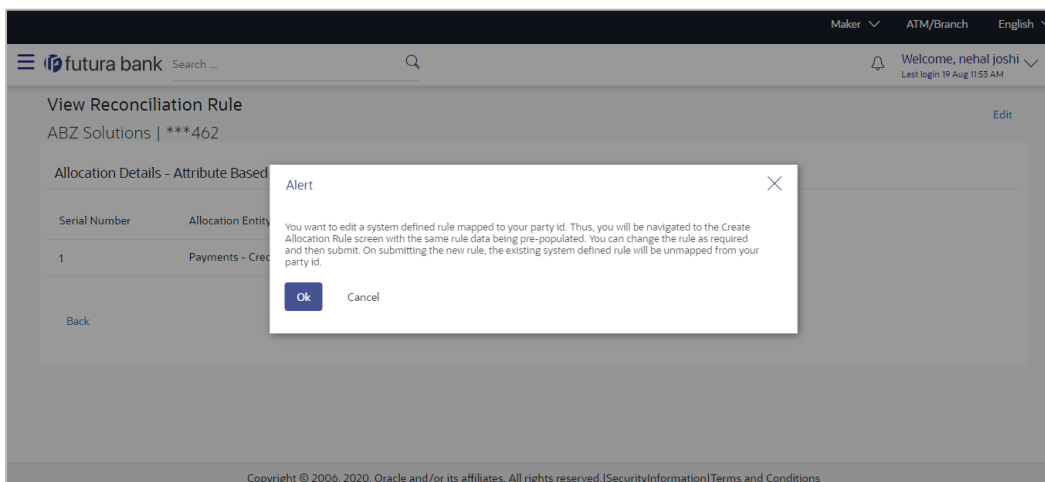 Maker ATM/Branch English
futura bank Search ... Welcome, nehal joshi
Last login 19 Aug 11:53 AM
View Reconciliation Rule
Edit
ABZ Solutions | ***462
Allocation Details - Attribute Based
Alert
Serial Number Allocation Entity
You want to edit a system defined rule mapped to your party id. Thus, you will be navigated to the Create
Allocation Rule screen with the same rule data being pre-populated. You can change the rule as required
and then submit. On submitting the new rule, the existing system defined rule will be unmapped from your
party id.
1 Payments - Cred
Ok Cancel
Back
Copyright © 2006, 2020, Oracle and/or its affiliates. All rights reserved.|SecurityInformation|Terms and Conditions